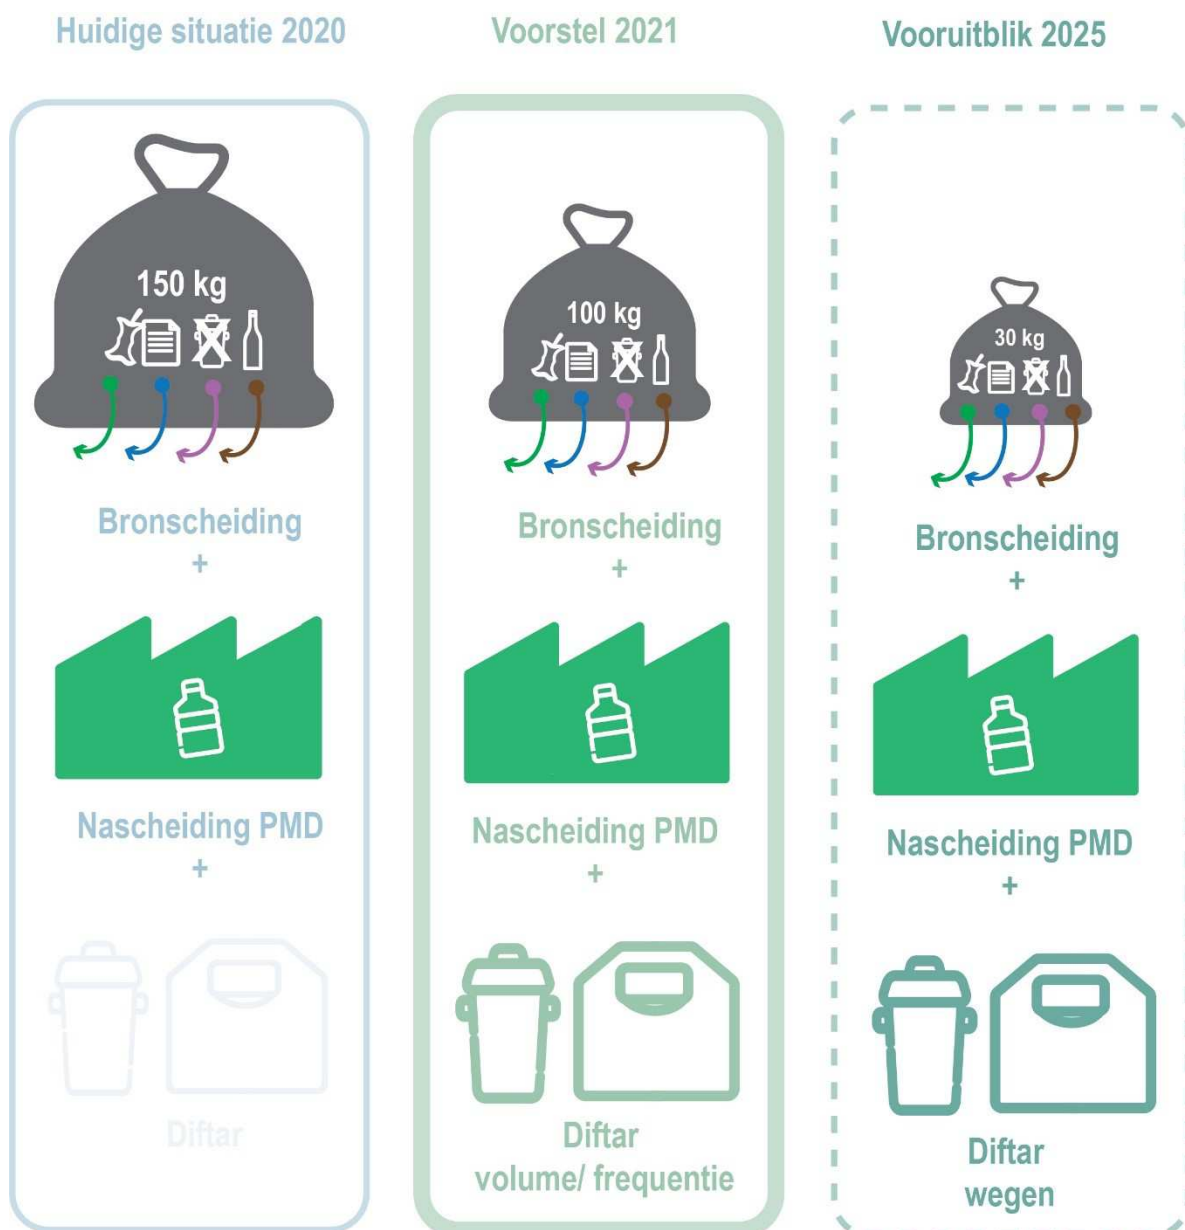 Huidige situatie 2020
150 kg
Bronscheiding
+
Nascheiding PMD
+
Diftar
Voorstel 2021
100 kg
Bronscheiding
+
Nascheiding PMD
+
Diftar
volume/ frequentie
Vooruitblik 2025
30 kg
Bronscheiding
+
Nascheiding PMD
+
Diftar
wegen